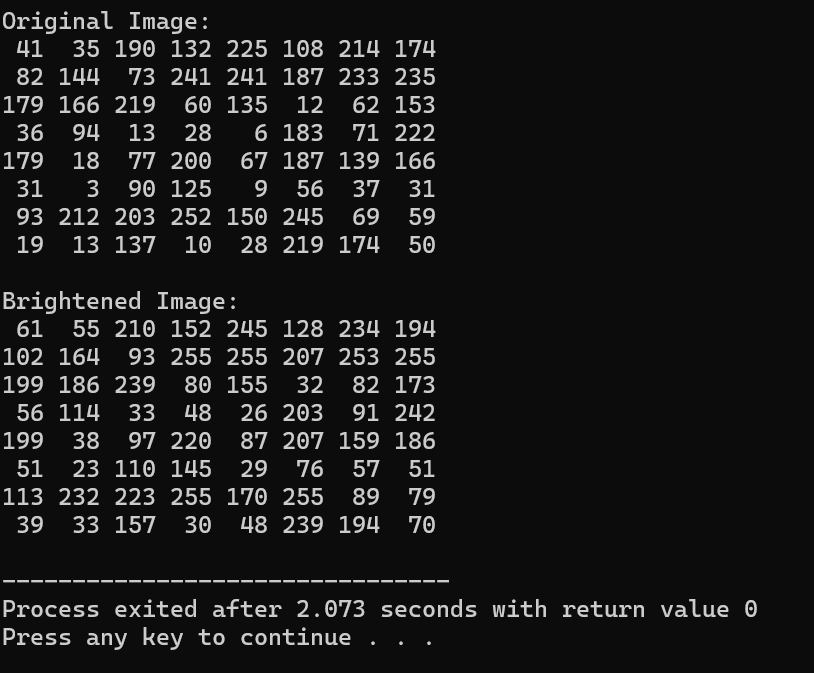 Original Image:
 41  35 190 132 225 108 214 174
 82 144  73 241 241 187 233 235
179 166 219  60 135  12  62 153
 36  94  13  28   6 183  71 222
179  18  77 200  67 187 139 166
 31   3  90 125   9  56  37  31
 93 212 203 252 150 245  69  59
 19  13 137  10  28 219 174  50

Brightened Image:
 61  55 210 152 245 128 234 194
102 164  93 255 255 207 253 255
199 186 239  80 155  32  82 173
 56 114  33  48  26 203  91 242
199  38  97 220  87 207 159 186
 51  23 110 145  29  76  57  51
113 232 223 255 170 255  89  79
 39  33 157  30  48 239 194  70

--------------------------------
Process exited after 2.073 seconds with return value 0
Press any key to continue . . .